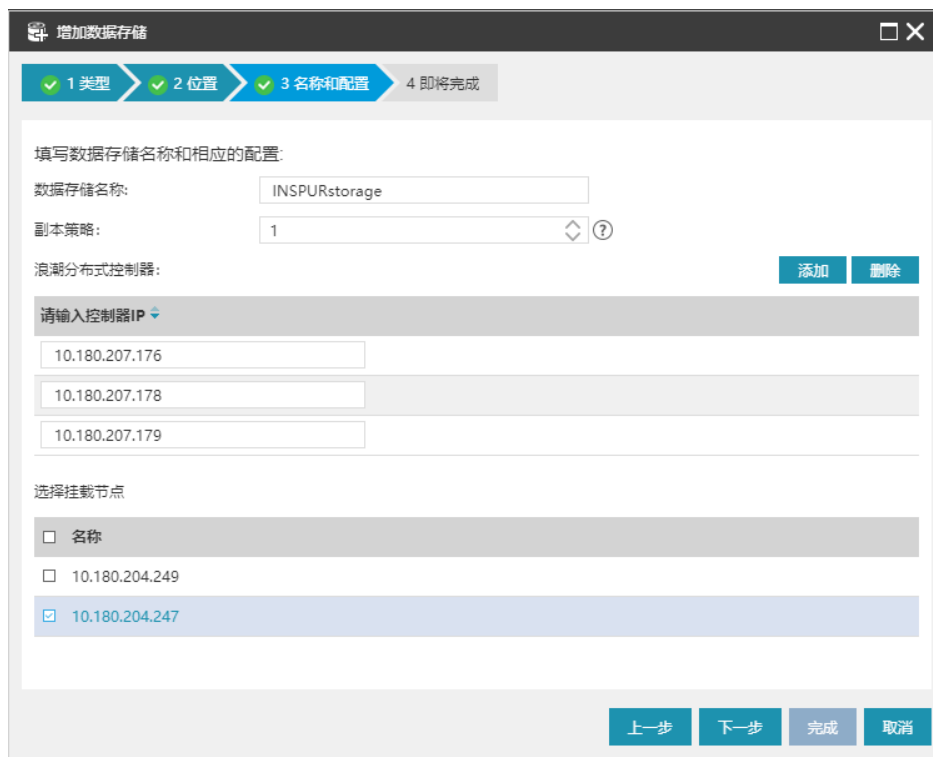 增加数据存储
1 类型 2 位置 3 名称和配置 4 即将完成
填写数据存储名称和相应的配置:
数据存储名称: INSPURstorage
副本策略: 1 ?
浪潮分布式控制器: 添加 删除
请输入控制器IP
10.180.207.176
10.180.207.178
10.180.207.179
选择挂载节点
名称
10.180.204.249
10.180.204.247
上一步 下一步 完成 取消